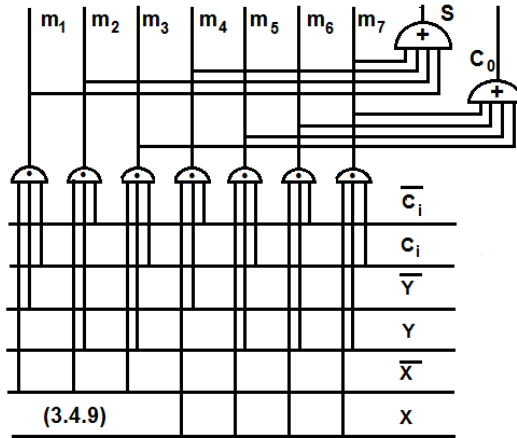 m1 m2 m3 m4 m5 m6 m7 S
+
C0
+
. . . . . . .
C̅i
Ci
Y̅
Y
X̅
(3.4.9) X